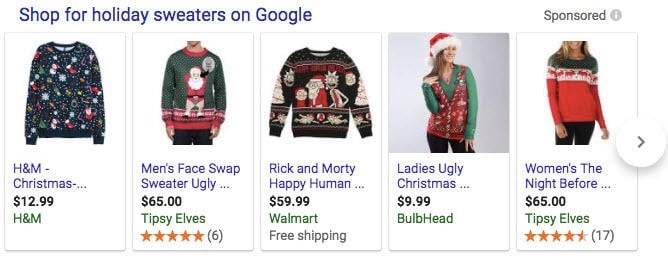 Shop for holiday sweaters on Google
Sponsored
H&M -
Christmas-...
$12.99
H&M
Men's Face Swap
Sweater Ugly ...
$65.00
Tipsy Elves
(6)
Rick and Morty
Happy Human ...
$59.99
Walmart
Free shipping
Ladies Ugly
Christmas ...
$9.99
BulbHead
Women's The
Night Before ...
$65.00
Tipsy Elves
(17)